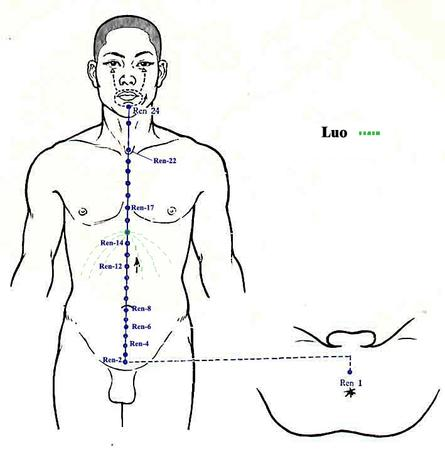 Ren 24
Luo
Ren-22
Ren-17
Ren-14
Ren-12
Ren-8
Ren-6
Ren-4
Ren-2
Ren 1